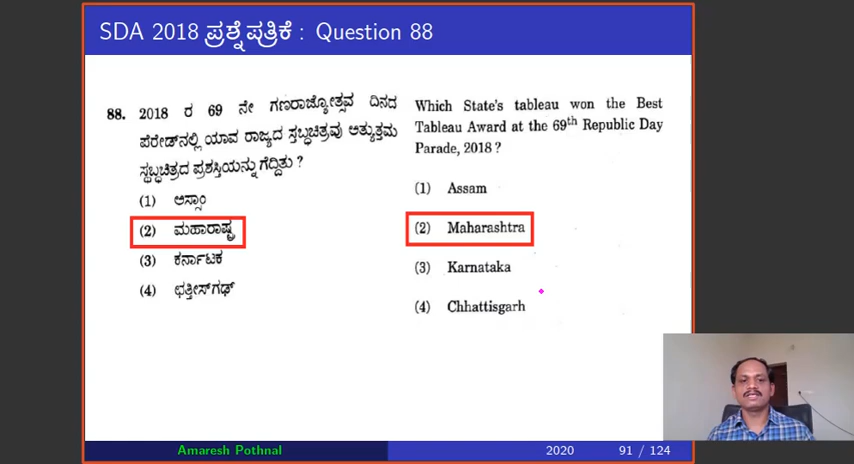 SDA 2018 ಪ್ರಶ್ನೆಪತ್ರಿಕೆ : Question 88
88. 2018 ರ 69 ನೇ ಗಣರಾಜ್ಯೋತ್ಸವ ದಿನದ
ಪೆರೇಡ್‌ನಲ್ಲಿ ಯಾವ ರಾಜ್ಯದ ಸ್ತಬ್ಧಚಿತ್ರವು ಅತ್ಯುತ್ತಮ
ಸ್ಥಬ್ಧಚಿತ್ರದ ಪ್ರಶಸ್ತಿಯನ್ನು ಗೆದ್ದಿತು ?
(1) ಅಸ್ಸಾಂ
(2) ಮಹಾರಾಷ್ಟ್ರ
(3) ಕರ್ನಾಟಕ
(4) ಛತ್ತೀಸ್‌ಗಢ್
Which State's tableau won the Best
Tableau Award at the 69th Republic Day
Parade, 2018 ?
(1) Assam
(2) Maharashtra
(3) Karnataka
(4) Chhattisgarh
Amaresh Pothnal 2020 91 / 124